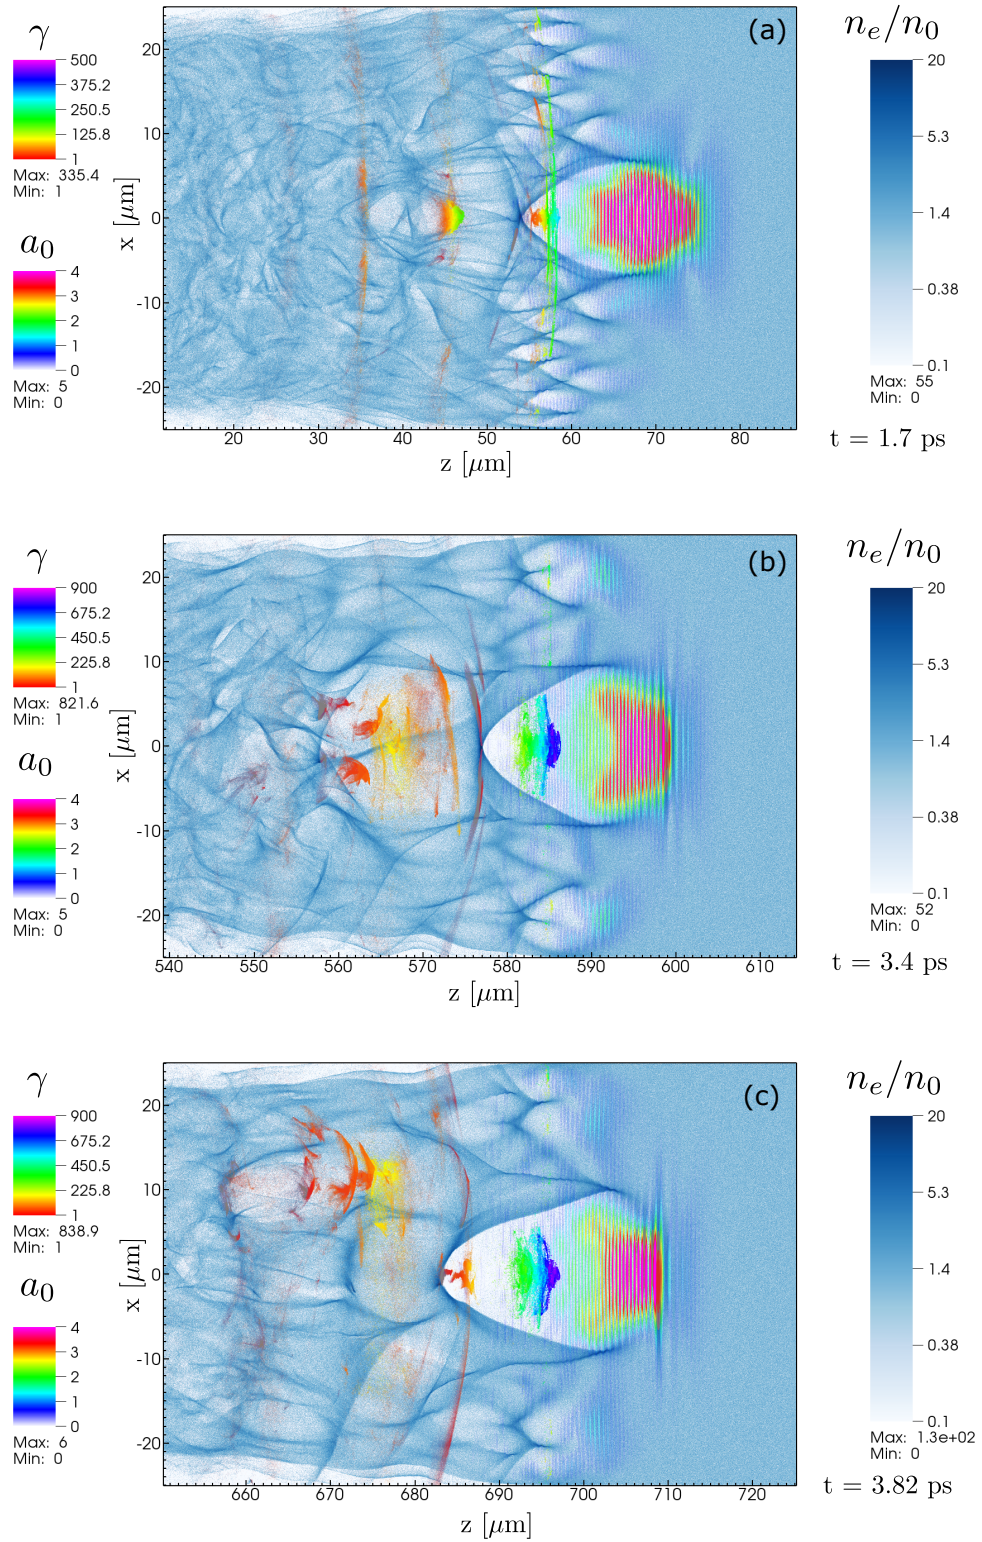 γ
500
375.2
250.5
125.8
1
Max: 335.4
Min: 1
a0
4
3
2
1
0
Max: 5
Min: 0
(a)
x [μm]
20
10
0
-10
-20
20 30 40 50 60 70 80
z [μm]
ne/n0
20
5.3
1.4
0.38
0.1
Max: 55
Min: 0
t = 1.7 ps
γ
900
675.2
450.5
225.8
1
Max: 821.6
Min: 1
a0
4
3
2
1
0
Max: 5
Min: 0
(b)
x [μm]
20
10
0
-10
-20
540 550 560 570 580 590 600 610
z [μm]
ne/n0
20
5.3
1.4
0.38
0.1
Max: 52
Min: 0
t = 3.4 ps
γ
900
675.2
450.5
225.8
1
Max: 838.9
Min: 1
a0
4
3
2
1
0
Max: 6
Min: 0
(c)
x [μm]
20
10
0
-10
-20
660 670 680 690 700 710 720
z [μm]
ne/n0
20
5.3
1.4
0.38
0.1
Max: 1.3e+02
Min: 0
t = 3.82 ps